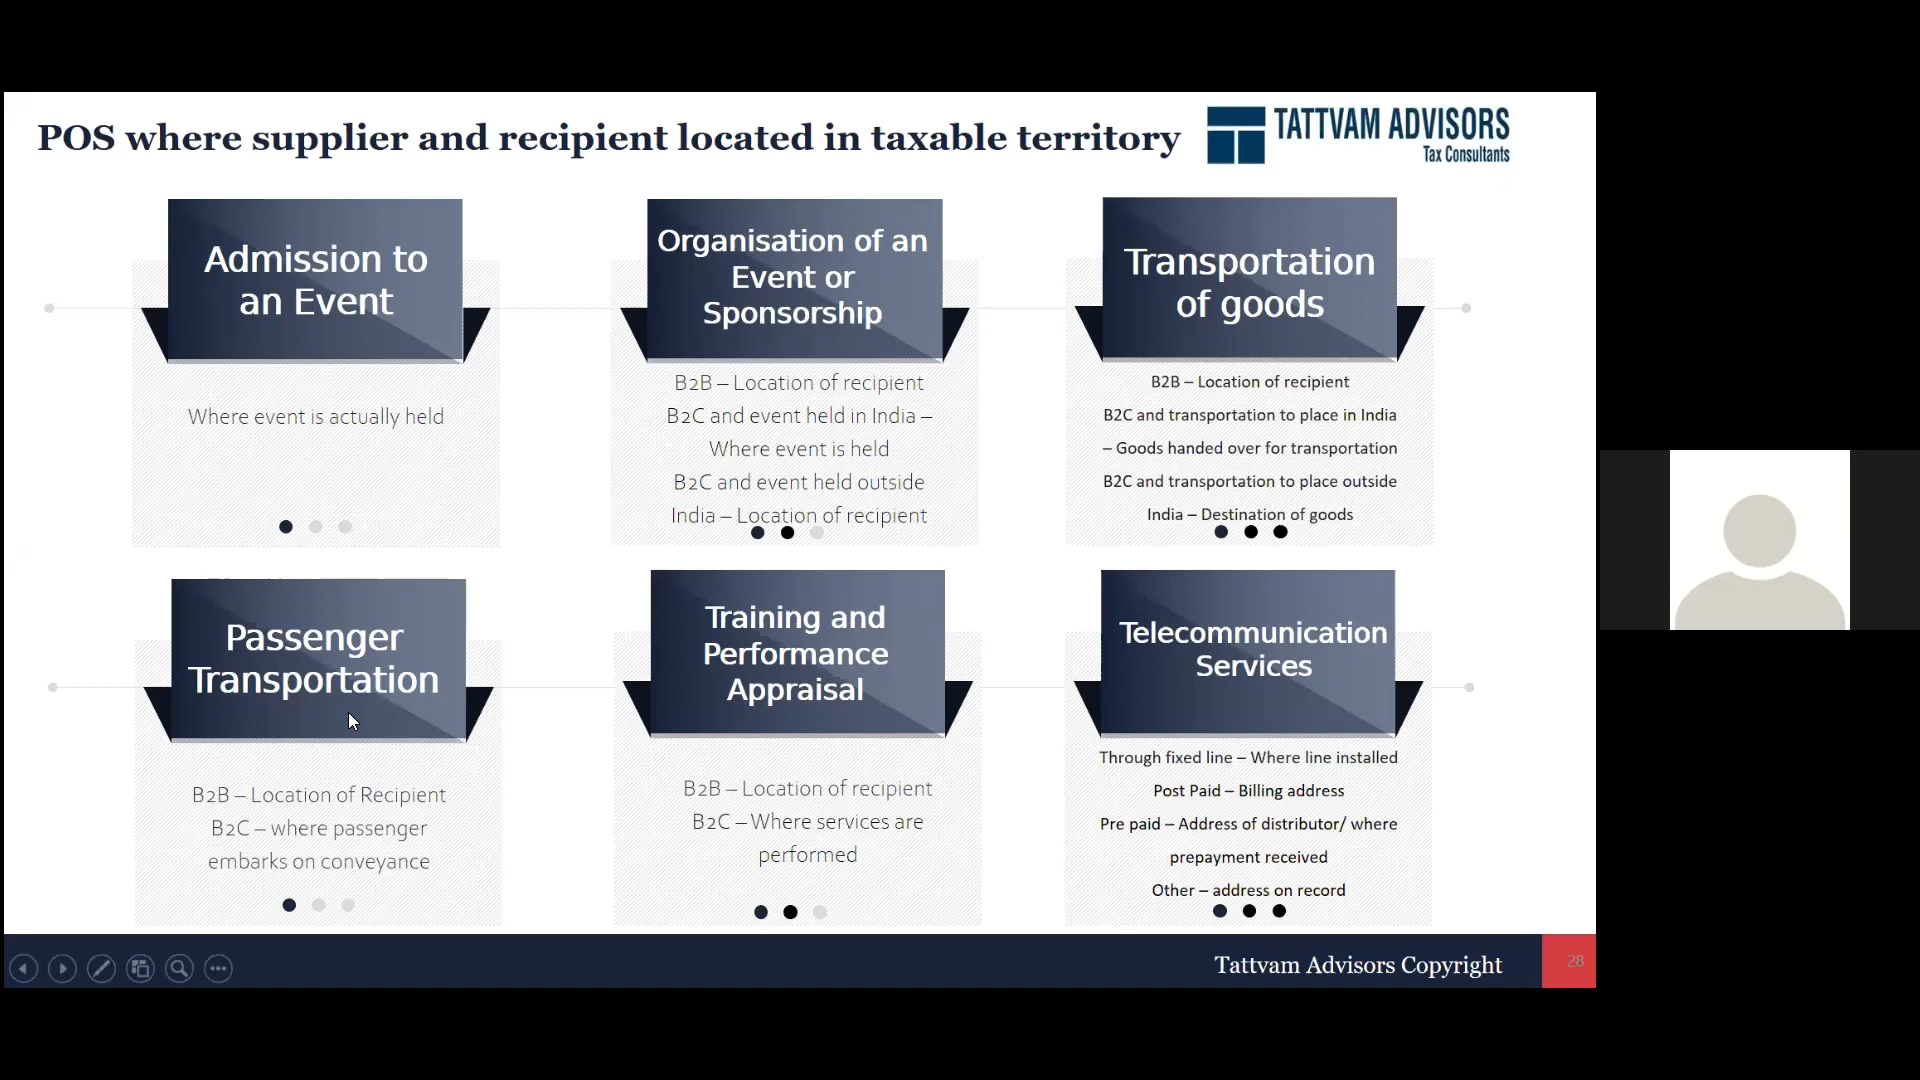 POS where supplier and recipient located in taxable territory
TATTVAM ADVISORS
Tax Consultants
Admission to
an Event
Where event is actually held
Organisation of an
Event or
Sponsorship
B2B – Location of recipient
B2C and event held in India –
Where event is held
B2C and event held outside
India – Location of recipient
Transportation
of goods
B2B – Location of recipient
B2C and transportation to place in India
– Goods handed over for transportation
B2C and transportation to place outside
India – Destination of goods
Passenger
Transportation
B2B – Location of Recipient
B2C – where passenger
embarks on conveyance
Training and
Performance
Appraisal
B2B – Location of recipient
B2C – Where services are
performed
Telecommunication
Services
Through fixed line – Where line installed
Post Paid – Billing address
Pre paid – Address of distributor/ where
prepayment received
Other – address on record
Tattvam Advisors Copyright
28